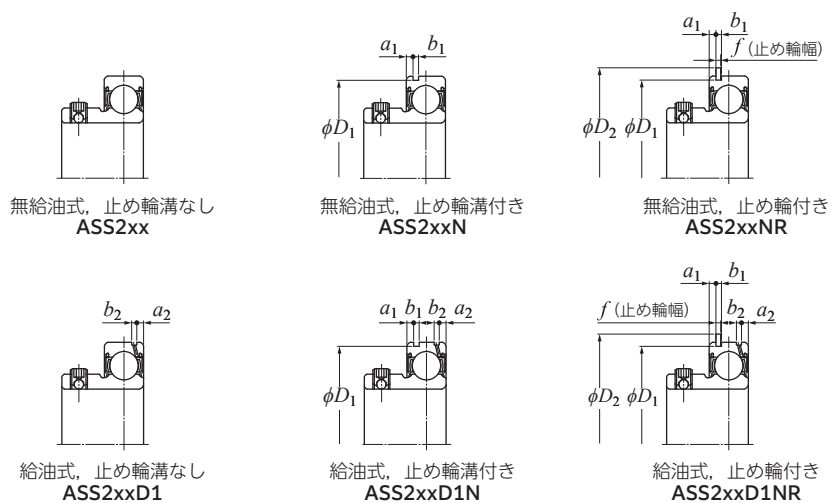 a₁ b₁
ϕD₁
a₁ b₁
f (止め輪幅)
ϕD₂ ϕD₁
無給油式，止め輪溝なし
ASS2xx
無給油式，止め輪溝付き
ASS2xxN
無給油式，止め輪付き
ASS2xxNR
b₂ a₂
a₁ b₁ b₂ a₂
ϕD₁
a₁ b₁
f (止め輪幅) b₂ a₂
ϕD₂ ϕD₁
給油式，止め輪溝なし
ASS2xxD1
給油式，止め輪溝付き
ASS2xxD1N
給油式，止め輪付き
ASS2xxD1NR